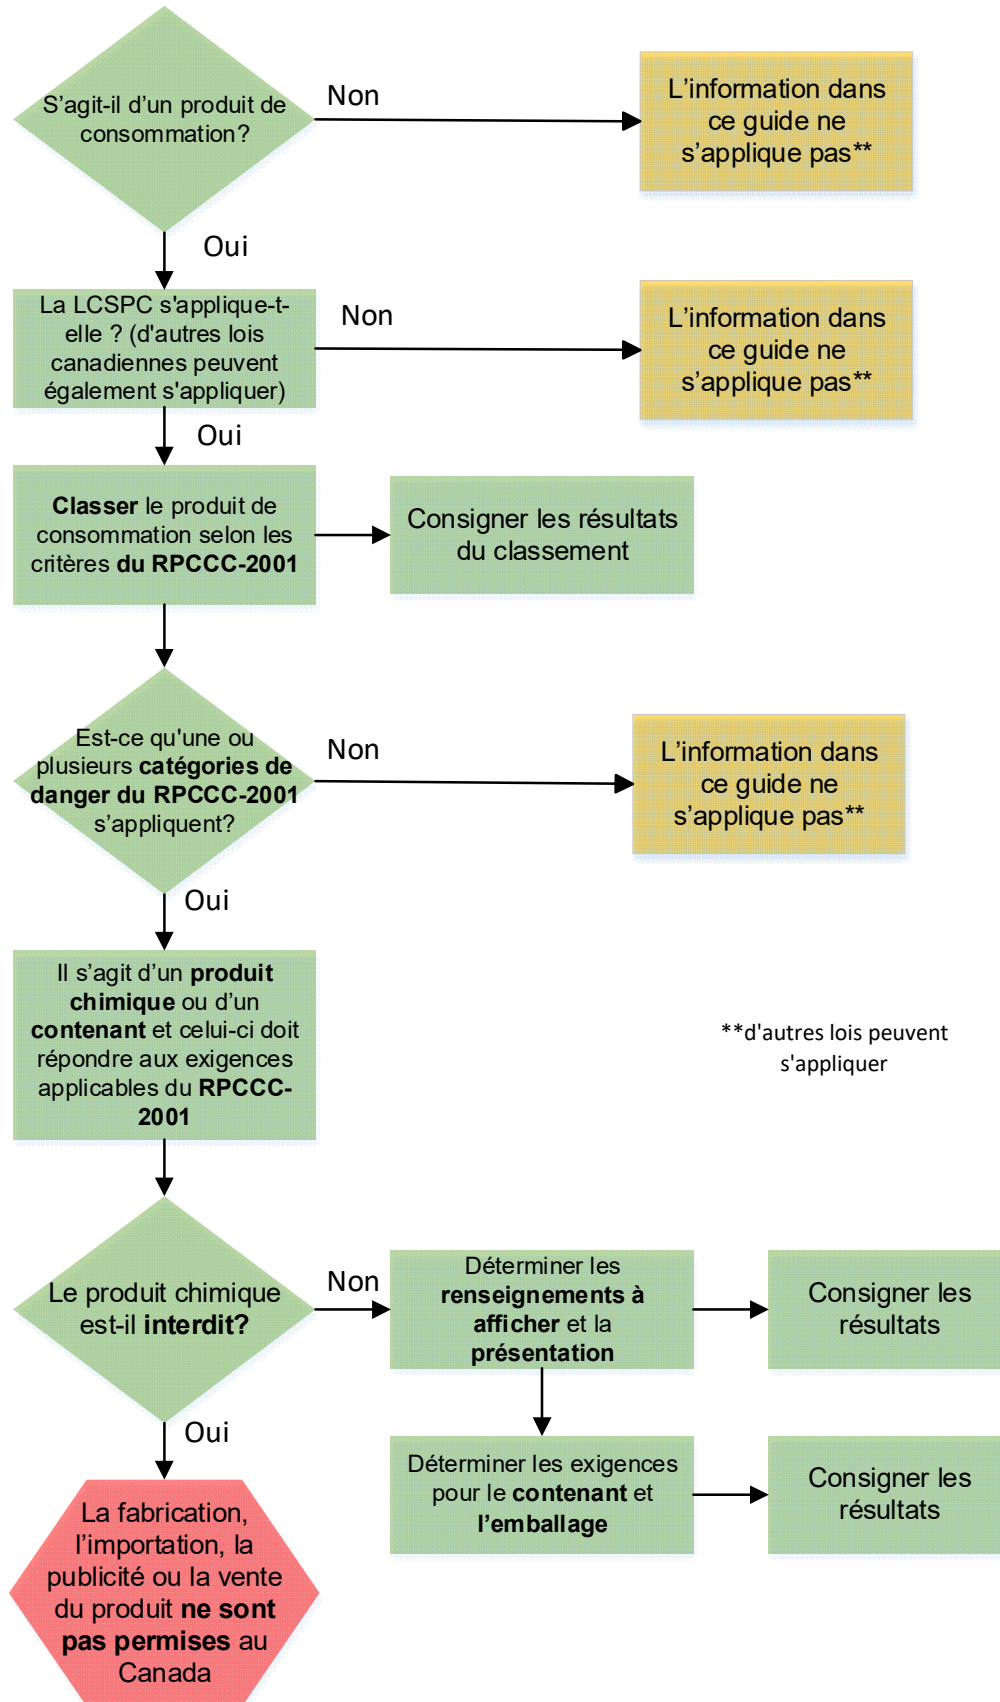 S'agit-il d'un produit de
consommation?
Non
L'information dans
ce guide ne
s'applique pas**
Oui
La LCSPC s'applique-t-
elle ? (d'autres lois
canadiennes peuvent
également s'appliquer)
Non
L'information dans
ce guide ne
s'applique pas**
Oui
Classer le produit de
consommation selon les
critères du RPCCC-2001
Consigner les résultats
du classement
Est-ce qu'une ou
plusieurs catégories de
danger du RPCCC-2001
s'appliquent?
Non
L'information dans
ce guide ne
s'applique pas**
Oui
Il s'agit d'un produit
chimique ou d'un
contenant et celui-ci doit
répondre aux exigences
applicables du RPCCC-
2001
**d'autres lois peuvent
s'appliquer
Le produit chimique
est-il interdit?
Non
Déterminer les
renseignements à
afficher et la
présentation
Consigner les
résultats
Oui
Déterminer les exigences
pour le contenant et
l'emballage
Consigner les
résultats
La fabrication,
l'importation, la
publicité ou la vente
du produit ne sont
pas permises au
Canada